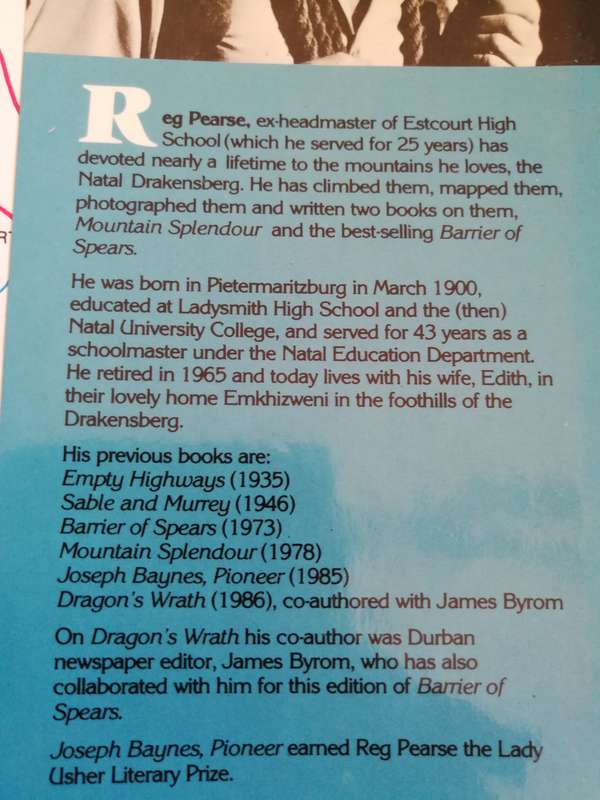 Reg Pearse, ex-headmaster of Estcourt High
School (which he served for 25 years) has
devoted nearly a lifetime to the mountains he loves, the
Natal Drakensberg. He has climbed them, mapped them,
photographed them and written two books on them,
Mountain Splendour and the best-selling Barrier of
Spears.
He was born in Pietermaritzburg in March 1900,
educated at Ladysmith High School and the (then)
Natal University College, and served for 43 years as a
schoolmaster under the Natal Education Department.
He retired in 1965 and today lives with his wife, Edith, in
their lovely home Emkhizweni in the foothills of the
Drakensberg.
His previous books are:
Empty Highways (1935)
Sable and Murrey (1946)
Barrier of Spears (1973)
Mountain Splendour (1978)
Joseph Baynes, Pioneer (1985)
Dragon's Wrath (1986), co-authored with James Byrom
On Dragon's Wrath his co-author was Durban
newspaper editor, James Byrom, who has also
collaborated with him for this edition of Barrier of
Spears.
Joseph Baynes, Pioneer earned Reg Pearse the Lady
Usher Literary Prize.